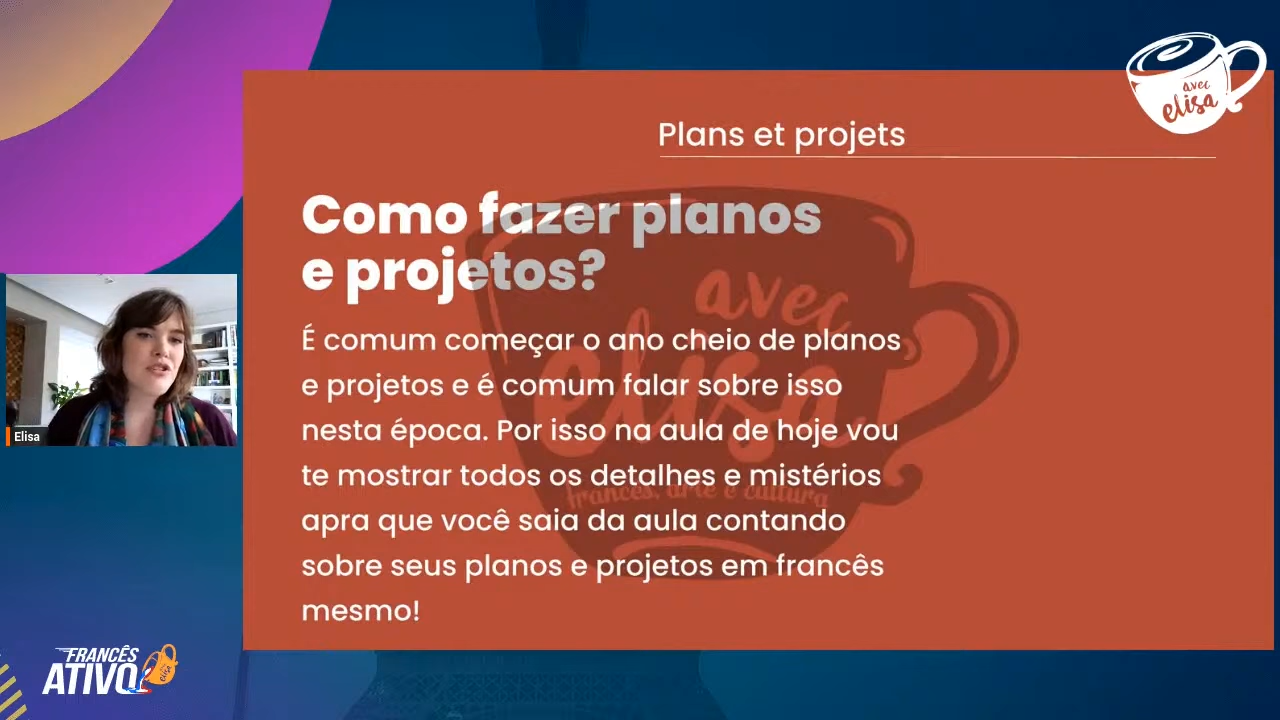 avec
elisa
Plans et projets
Como fazer planos
e projetos?
avec
elisa
francês, arte e cultura
É comum começar o ano cheio de planos
e projetos e é comum falar sobre isso
nesta época. Por isso na aula de hoje vou
te mostrar todos os detalhes e mistérios
apra que você saia da aula contando
sobre seus planos e projetos em francês
mesmo!
Elisa
FRANCÊS
ATIVO
elisa